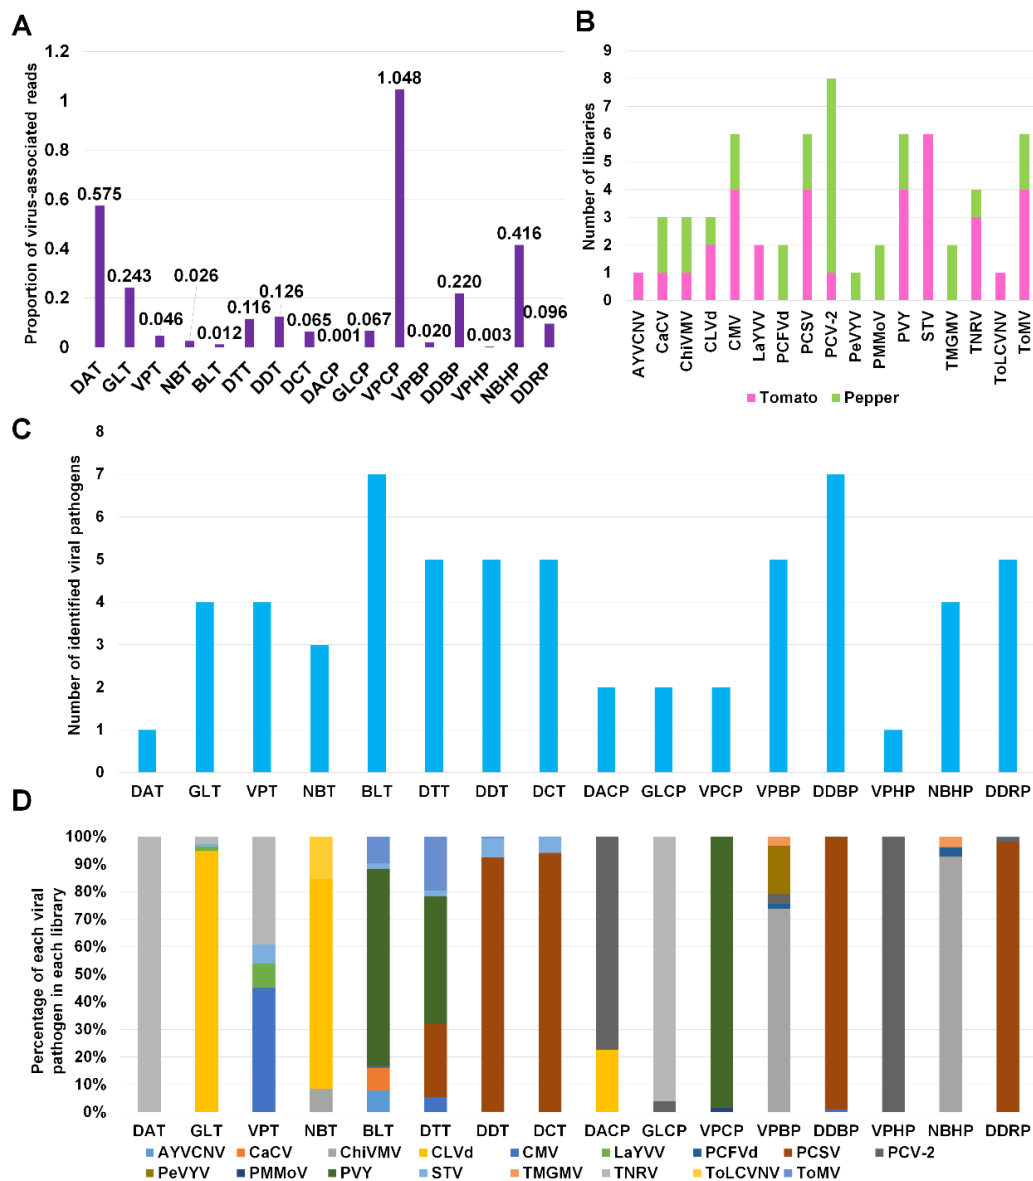 A
Proportion of virus-associated reads
1.2
1
0.8
0.6
0.4
0.2
0
0.575
0.243
0.046
0.026
0.012
0.116
0.126
0.065
0.001
0.067
1.048
0.020
0.220
0.003
0.416
0.096
DAT
GLT
VPT
NBT
BLT
DTT
DDT
DCT
DACP
GLCP
VPCP
VPBP
DDBP
VPHP
NBHP
DDRP
B
Number of libraries
9
8
7
6
5
4
3
2
1
0
AYVCNV
CaCV
ChiVMV
CLVd
CMV
LaYVV
PCFVd
PCSV
PCV-2
PeVYV
PMMoV
PVY
STV
TMGMV
TNRV
ToLCVNV
ToMV
Tomato Pepper
C
Number of identified viral pathogens
8
7
6
5
4
3
2
1
0
DAT GLT VPT NBT BLT DTT DDT DCT DACP GLCP VPCP VPBP DDBP VPHP NBHP DDRP
D
Percentage of each viral
pathogen in each library
100%
90%
80%
70%
60%
50%
40%
30%
20%
10%
0%
DAT GLT VPT NBT BLT DTT DDT DCT DACP GLCP VPCP VPBP DDBP VPHP NBHP DDRP
AYVCNV CaCV ChiVMV CLVd CMV LaYVV PCFVd PCSV PCV-2
PeVYV PMMoV PVY STV TMGMV TNRV ToLCVNV ToMV